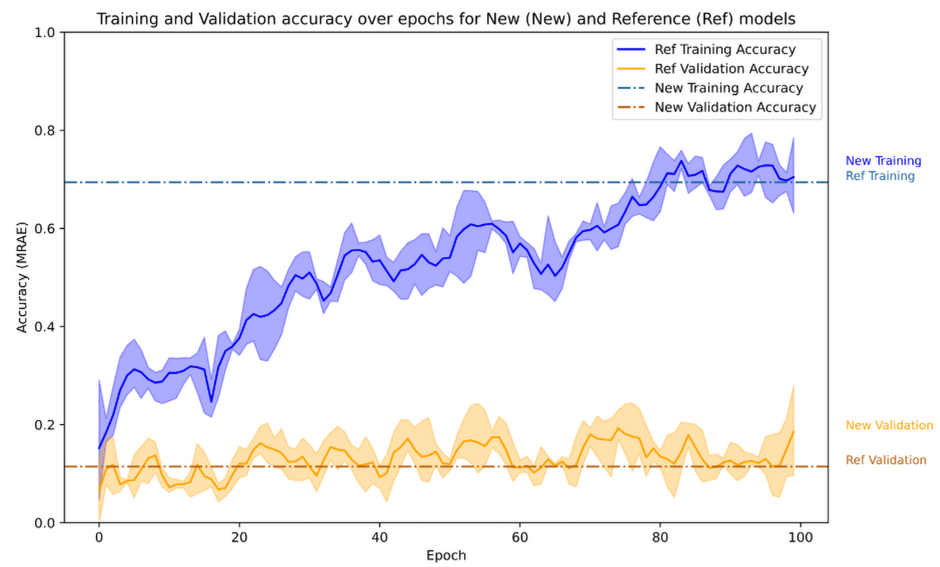 Training and Validation accuracy over epochs for New (New) and Reference (Ref) models
1.0
0.8
0.6
0.4
0.2
0.0
Accuracy (MRAE)
Ref Training Accuracy
Ref Validation Accuracy
New Training Accuracy
New Validation Accuracy
New Training
Ref Training
New Validation
Ref Validation
0 20 40 60 80 100
Epoch